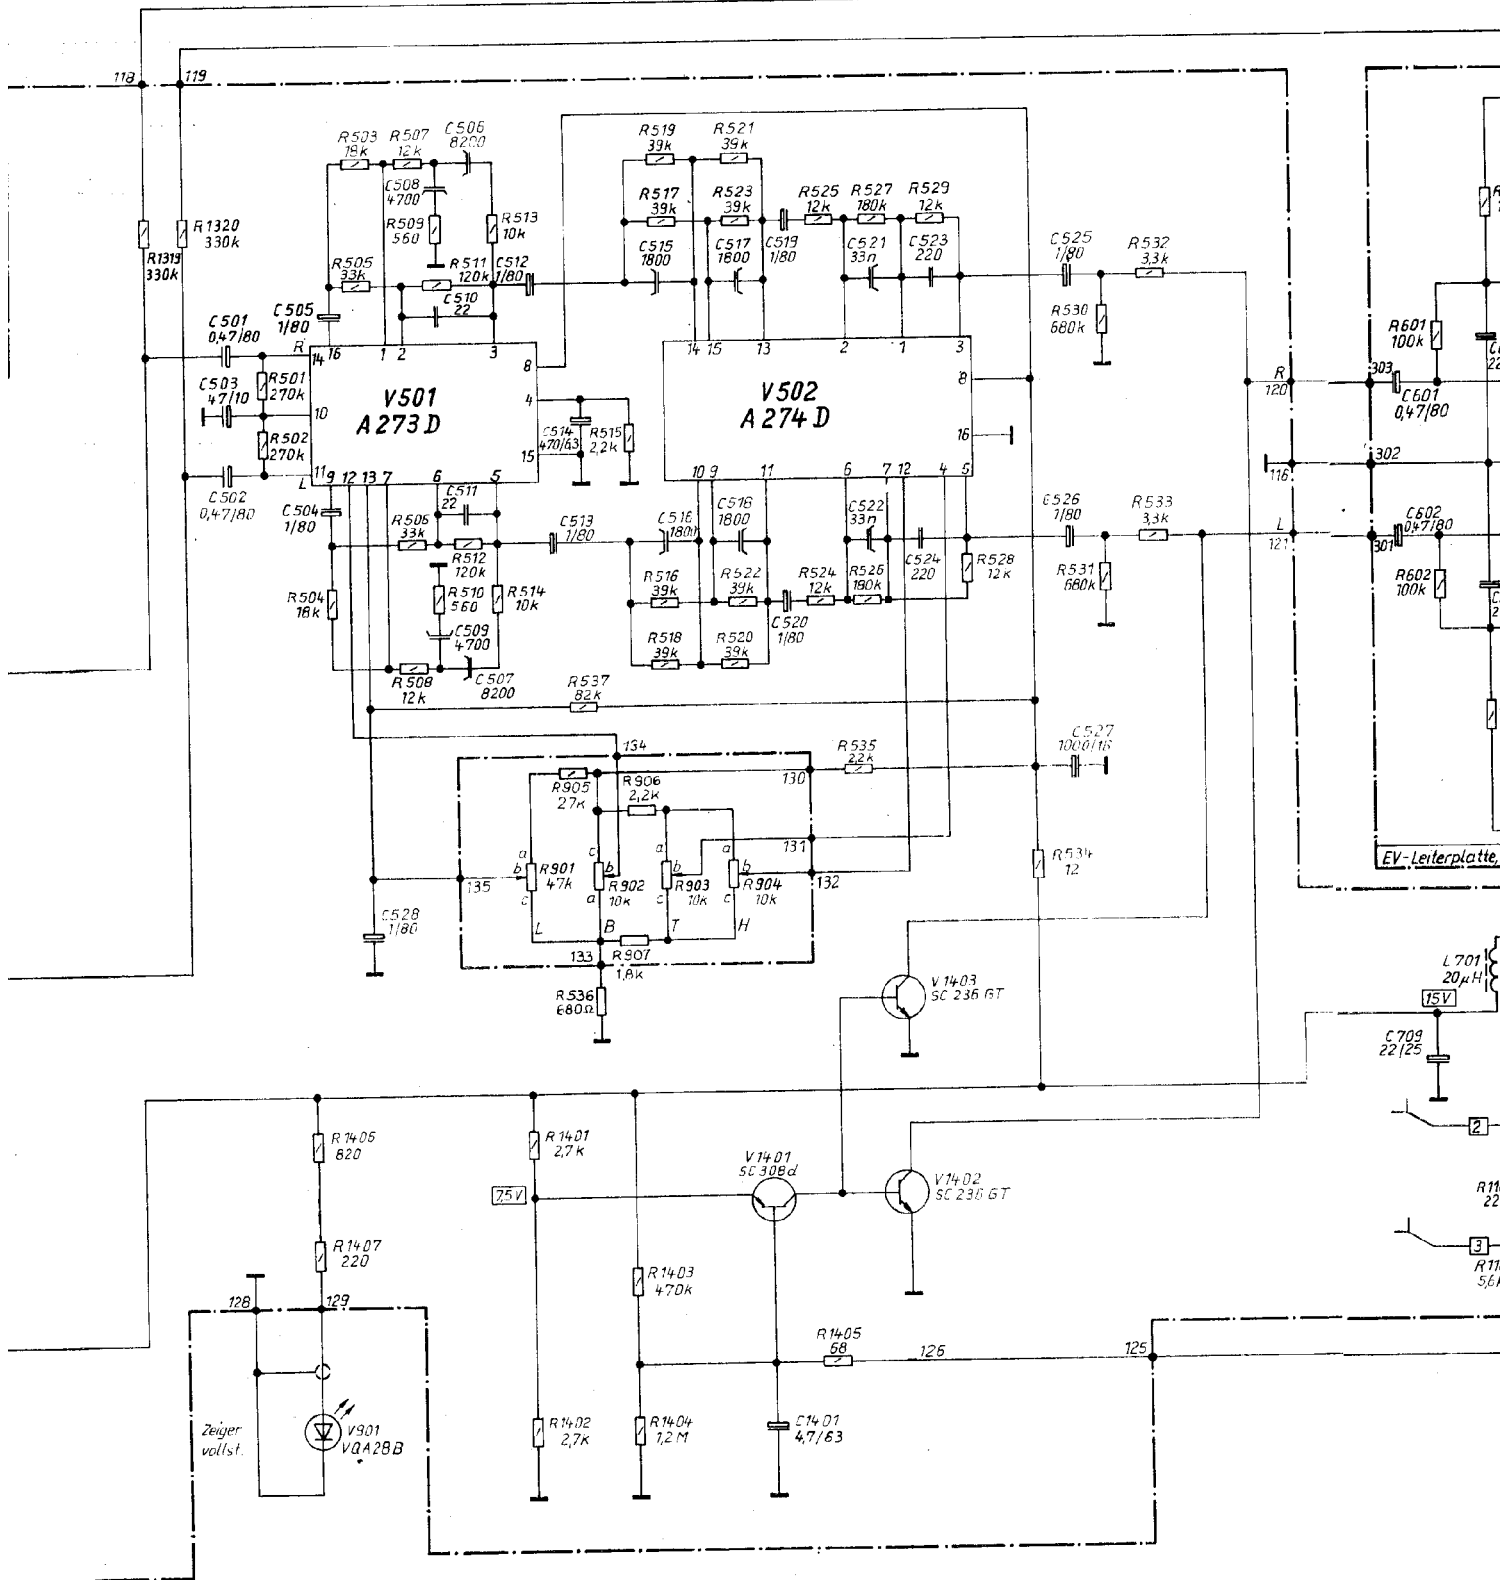 118
119
R1320
330k
R1319
330k
R503
18k
R507
12k
C506
8200
C508
4700
R509
560
R513
10k
R505
33k
R511
120k
C512
1/80
C510
22
C505
1/80
C501
0,47/80
R
14
16
1
2
3
C503
47/10
R501
270k
10
R502
270k
11
L
9
12
13
7
6
5
V501
A273D
8
4
15
C514
470/63
R515
2,2k
C502
0,47/80
C504
1/80
R506
33k
C511
22
R512
120k
R510
560
R514
10k
C509
4700
R504
18k
R508
12k
C507
8200
C513
1/80
R519
39k
R521
39k
R517
39k
R523
39k
C515
1800
C517
1800
C519
1/80
R525
12k
R527
180k
R529
12k
C521
33n
C523
220
14
15
13
2
1
3
V502
A274D
8
16
10
9
11
6
7
12
4
5
C516
1800
C518
1800
R516
39k
R522
39k
R518
39k
R520
39k
C520
1/80
R524
12k
R526
180k
C522
33n
C524
220
R528
12k
C525
1/80
R532
3,3k
R530
680k
C526
1/80
R533
3,3k
R531
680k
R
120
116
L
121
303
C601
0,47/80
R601
100k
302
C602
0,47/80
301
R602
100k
EV-Leiterplatte,
R537
82k
134
R535
2,2k
C527
1000/16
130
R905
27k
R906
2,2k
131
132
135
a
b
c
R901
47k
c
b
a
R902
10k
a
b
c
R903
10k
a
b
c
R904
10k
L
B
T
H
133
R907
1,8k
R536
680Ω
C528
1/80
R534
12
V1403
SC 236 GT
L701
20µH
15V
C709
22/25
2
3
R1406
820
R1407
220
128
129
Zeiger
vollst.
V901
VQA28B
R1401
2,7k
7,5V
R1402
2,7k
V1401
SC308d
V1402
SC 236 GT
R1403
470k
R1404
1,2M
R1405
68
126
125
C1401
4,7/63